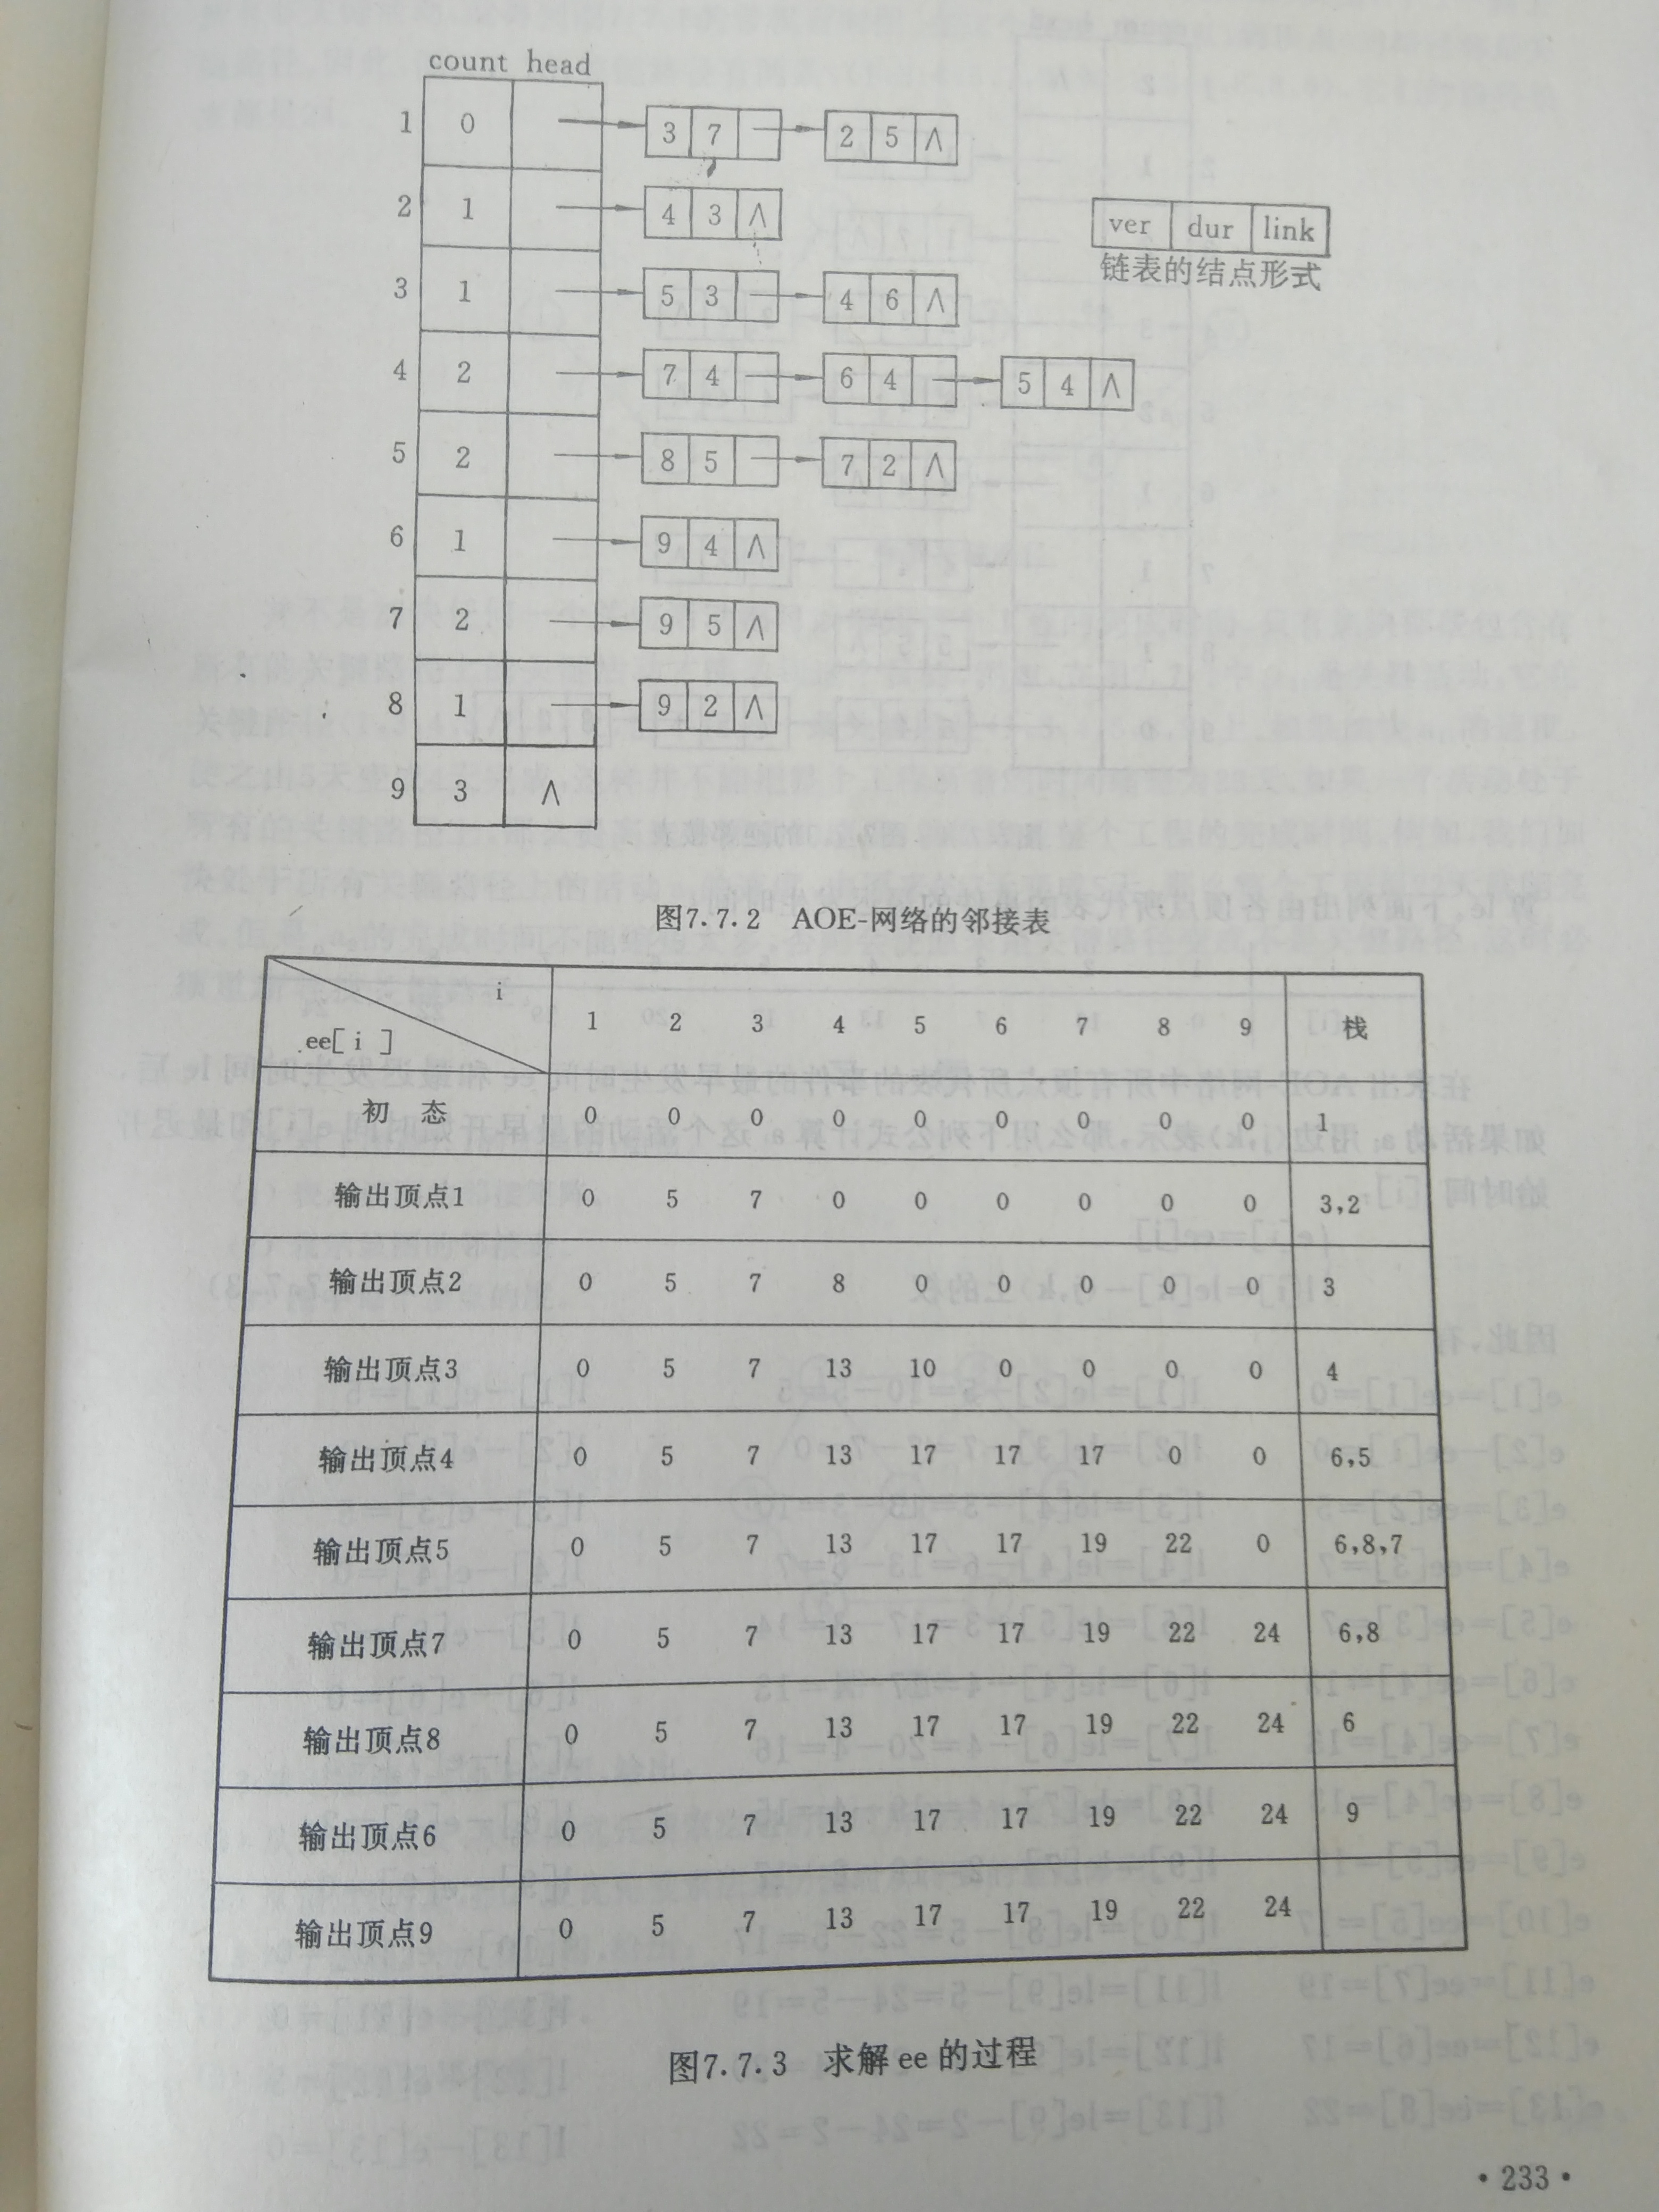 count head
1 0 3 7 2 5 ∧
2 1 4 3 ∧
ver dur link
链表的结点形式
3 1 5 3 4 6 ∧
4 2 7 4 6 4 5 4 ∧
5 2 8 5 7 2 ∧
6 1 9 4 ∧
7 2 9 5 ∧
8 1 9 2 ∧
9 3 ∧
图7.7.2 AOE-网络的邻接表
i
ee[ i ] 1 2 3 4 5 6 7 8 9 栈
初 态 0 0 0 0 0 0 0 0 0 1
输出顶点1 0 5 7 0 0 0 0 0 0 3,2
输出顶点2 0 5 7 8 0 0 0 0 0 3
输出顶点3 0 5 7 13 10 0 0 0 0 4
输出顶点4 0 5 7 13 17 17 17 0 0 6,5
输出顶点5 0 5 7 13 17 17 19 22 0 6,8,7
输出顶点7 0 5 7 13 17 17 19 22 24 6,8
输出顶点8 0 5 7 13 17 17 19 22 24 6
输出顶点6 0 5 7 13 17 17 19 22 24 9
输出顶点9 0 5 7 13 17 17 19 22 24
图7.7.3 求解 ee 的过程
·233·